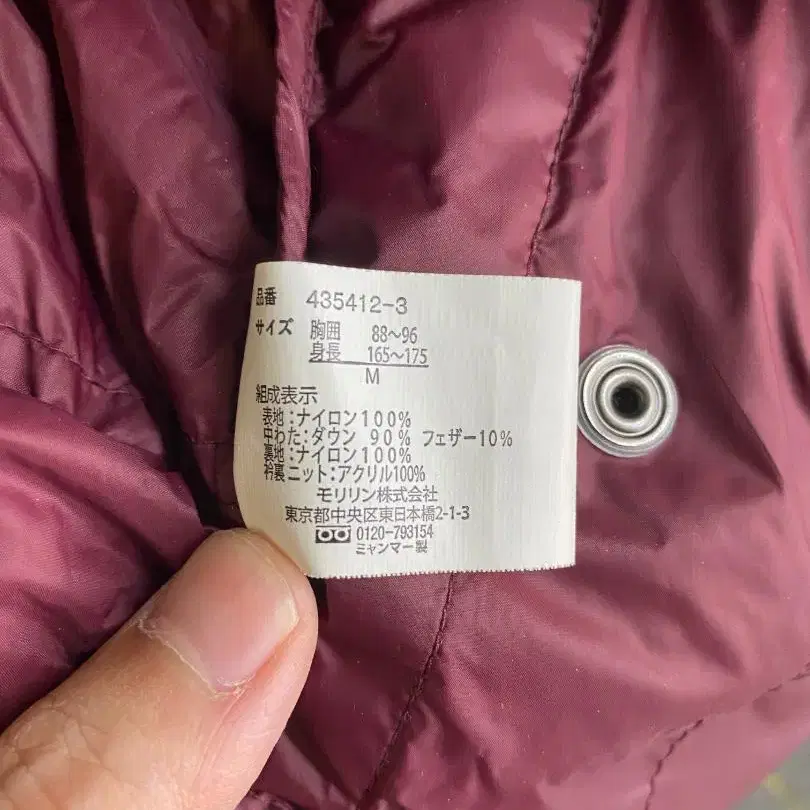 品番 435412-3
サイズ 胸囲 88~96
身長 165~175
M
組成表示
表地:ナイロン100%
中わた:ダウン 90% フェザー10%
裏地:ナイロン100%
衿裏ニット:アクリル100%
モリリン株式会社
東京都中央区東日本橋2-1-3
0120-793154
ミャンマー製